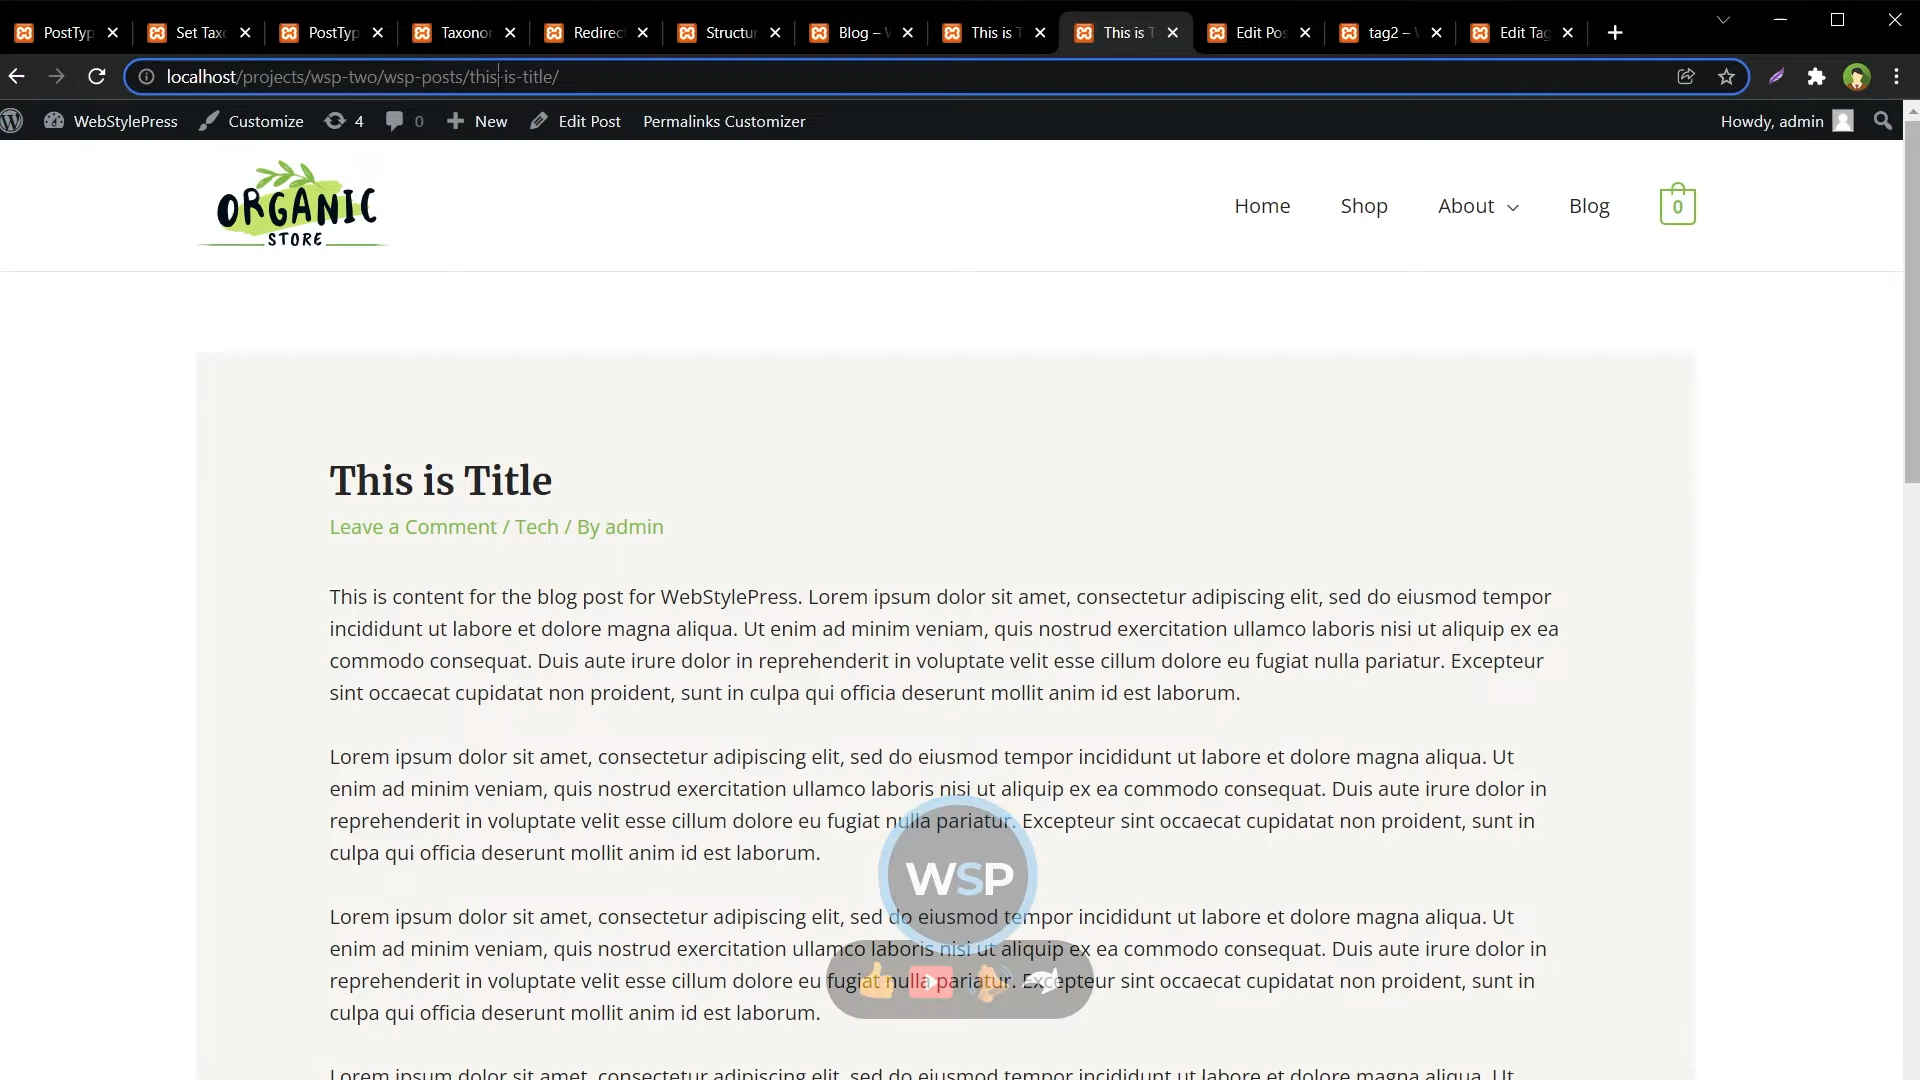 PostTyp
Set Tax
PostTyp
Taxonor
Redirec
Structur
Blog –
This is T
This is T
Edit Pos
tag2 –
Edit Tag
localhost/projects/wsp-two/wsp-posts/this-is-title/
WebStylePress
Customize
4
0
New
Edit Post
Permalinks Customizer
Howdy, admin
ORGANIC
STORE
Home
Shop
About
Blog
0
This is Title
Leave a Comment / Tech / By admin
This is content for the blog post for WebStylePress. Lorem ipsum dolor sit amet, consectetur adipiscing elit, sed do eiusmod tempor
incididunt ut labore et dolore magna aliqua. Ut enim ad minim veniam, quis nostrud exercitation ullamco laboris nisi ut aliquip ex ea
commodo consequat. Duis aute irure dolor in reprehenderit in voluptate velit esse cillum dolore eu fugiat nulla pariatur. Excepteur
sint occaecat cupidatat non proident, sunt in culpa qui officia deserunt mollit anim id est laborum.
Lorem ipsum dolor sit amet, consectetur adipiscing elit, sed do eiusmod tempor incididunt ut labore et dolore magna aliqua. Ut
enim ad minim veniam, quis nostrud exercitation ullamco laboris nisi ut aliquip ex ea commodo consequat. Duis aute irure dolor in
reprehenderit in voluptate velit esse cillum dolore eu fugiat nulla pariatur. Excepteur sint occaecat cupidatat non proident, sunt in
culpa qui officia deserunt mollit anim id est laborum.
WSP
Lorem ipsum dolor sit amet, consectetur adipiscing elit, sed do eiusmod tempor incididunt ut labore et dolore magna aliqua. Ut
enim ad minim veniam, quis nostrud exercitation ullamco laboris nisi ut aliquip ex ea commodo consequat. Duis aute irure dolor in
reprehenderit in voluptate velit esse cillum dolore eu fugiat nulla pariatur. Excepteur sint occaecat cupidatat non proident, sunt in
culpa qui officia deserunt mollit anim id est laborum.
Lorem ipsum dolor sit amet, consectetur adipiscing elit, sed do eiusmod tempor incididunt ut labore et dolore magna aliqua. Ut